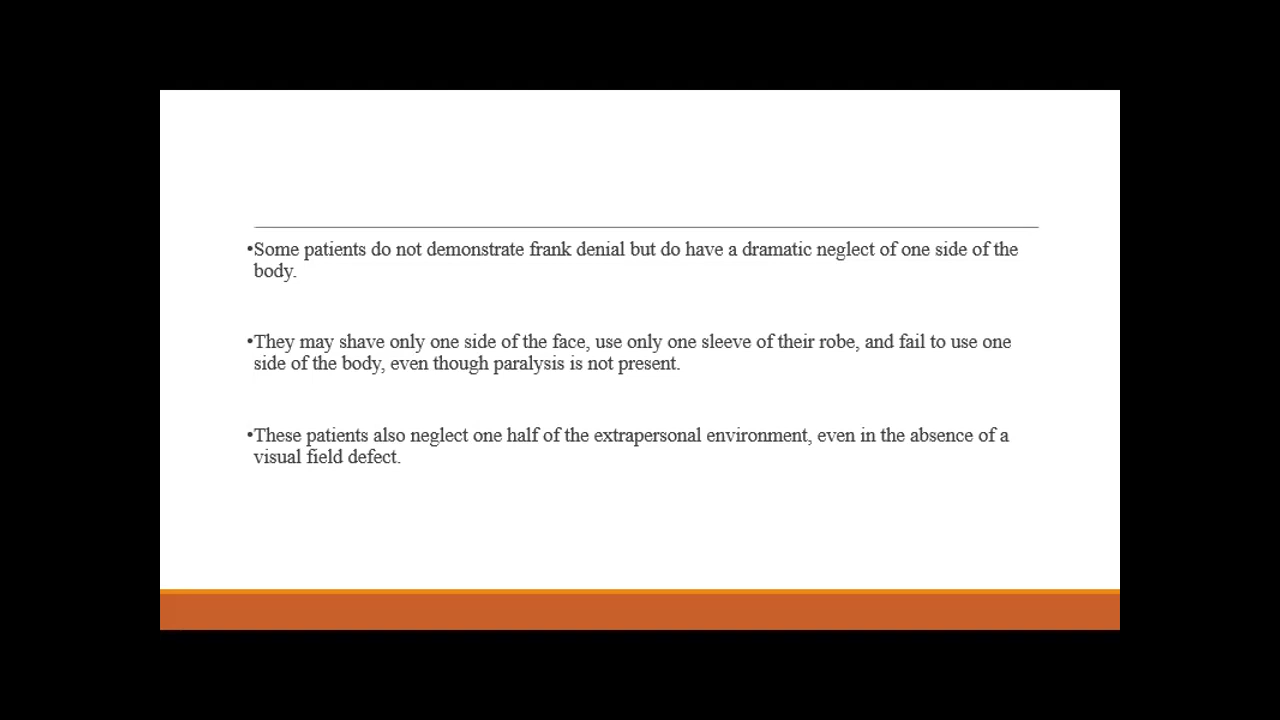 •Some patients do not demonstrate frank denial but do have a dramatic neglect of one side of the
body.
•They may shave only one side of the face, use only one sleeve of their robe, and fail to use one
side of the body, even though paralysis is not present.
•These patients also neglect one half of the extrapersonal environment, even in the absence of a
visual field defect.